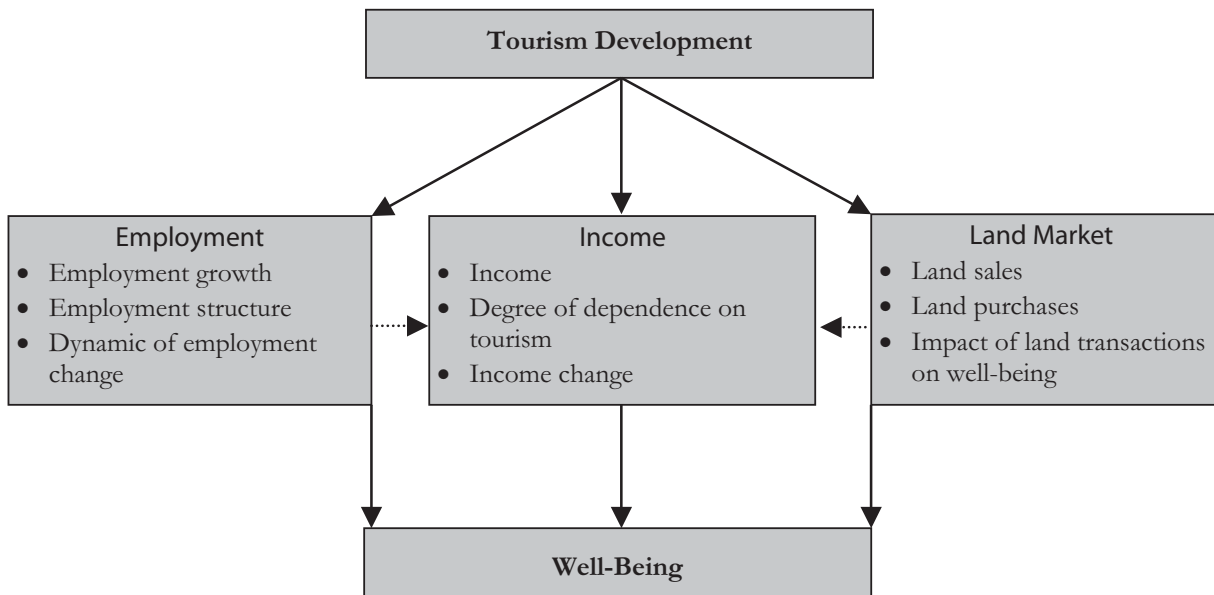 Tourism Development
Employment
• Employment growth
• Employment structure
• Dynamic of employment
change
Income
• Income
• Degree of dependence on
tourism
• Income change
Land Market
• Land sales
• Land purchases
• Impact of land transactions
on well-being
Well-Being